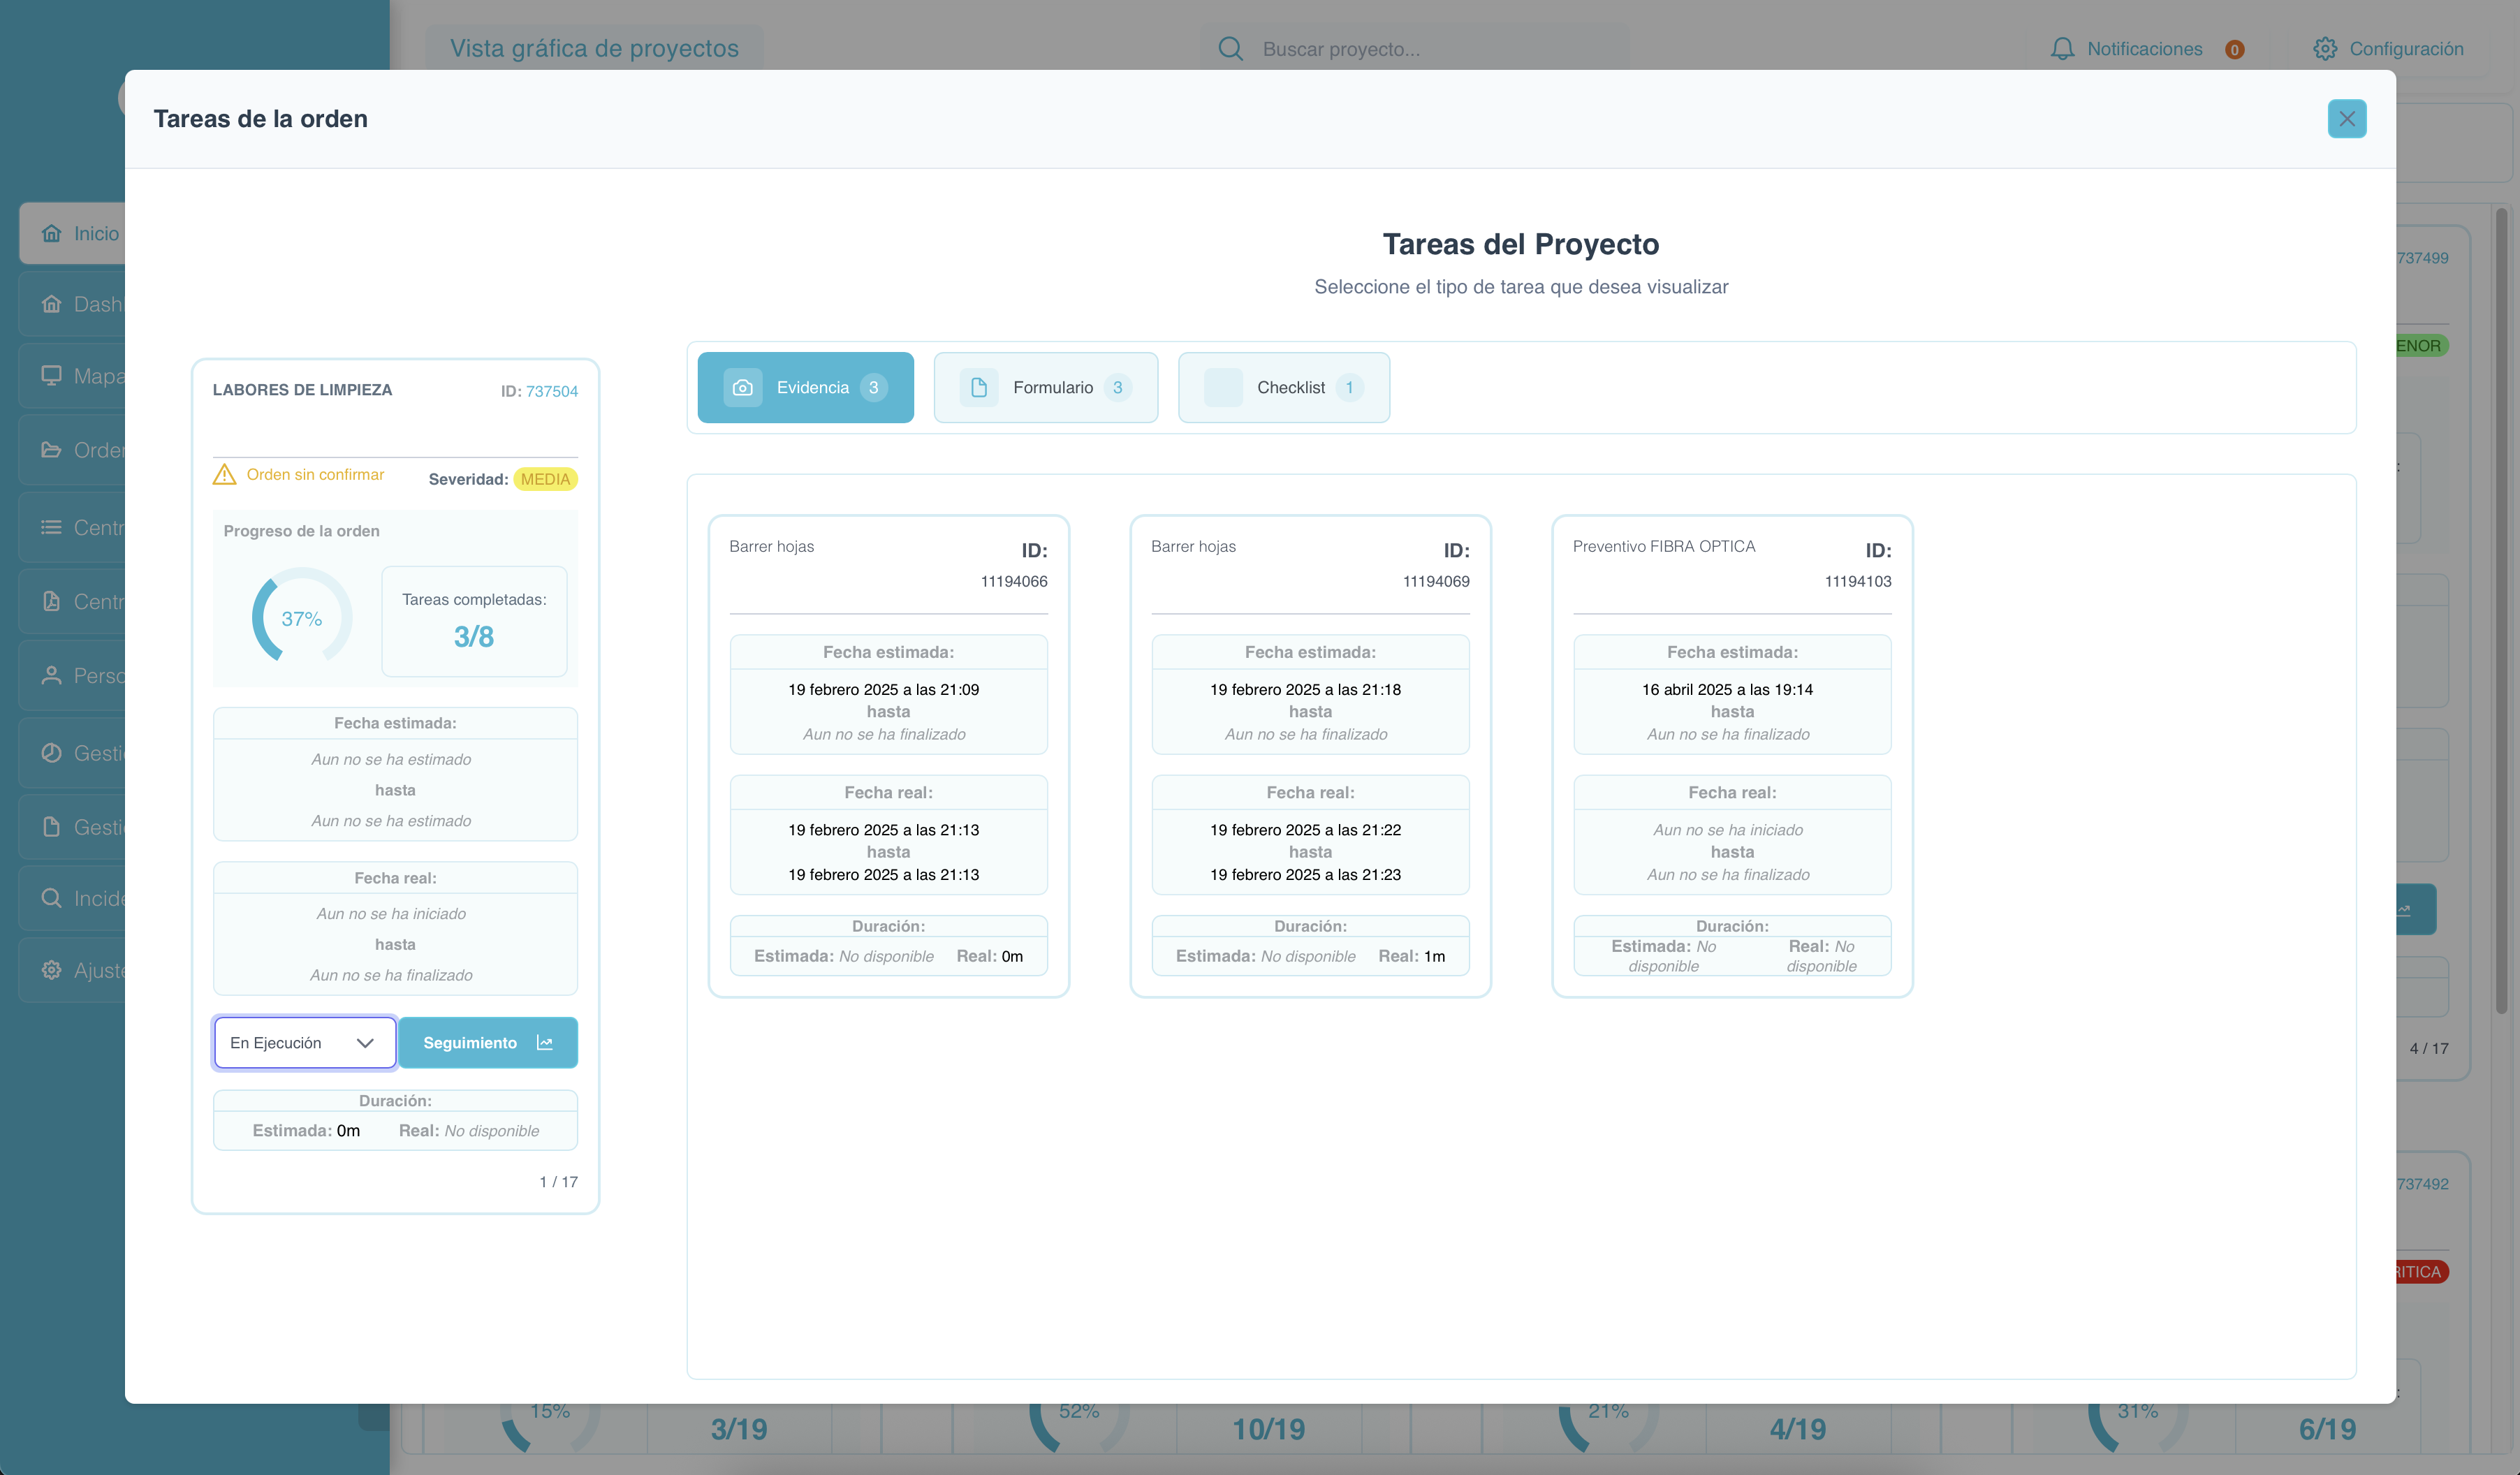 Vista gráfica de proyectos
Buscar proyecto...
Notificaciones 0
Configuración
Tareas de la orden
Inicio
Tareas del Proyecto
Seleccione el tipo de tarea que desea visualizar
737499
ENOR
LABORES DE LIMPIEZA
ID: 737504
Orden sin confirmar
Severidad: MEDIA
Progreso de la orden
37%
Tareas completadas:
3/8
Fecha estimada:
Aun no se ha estimado
hasta
Aun no se ha estimado
Fecha real:
Aun no se ha iniciado
hasta
Aun no se ha finalizado
En Ejecución
Seguimiento
Duración:
Estimada: 0m Real: No disponible
1 / 17
Evidencia 3
Formulario 3
Checklist 1
Barrer hojas
ID:
11194066
Fecha estimada:
19 febrero 2025 a las 21:09
hasta
Aun no se ha finalizado
Fecha real:
19 febrero 2025 a las 21:13
hasta
19 febrero 2025 a las 21:13
Duración:
Estimada: No disponible Real: 0m
Barrer hojas
ID:
11194069
Fecha estimada:
19 febrero 2025 a las 21:18
hasta
Aun no se ha finalizado
Fecha real:
19 febrero 2025 a las 21:22
hasta
19 febrero 2025 a las 21:23
Duración:
Estimada: No disponible Real: 1m
Preventivo FIBRA OPTICA
ID:
11194103
Fecha estimada:
16 abril 2025 a las 19:14
hasta
Aun no se ha finalizado
Fecha real:
Aun no se ha iniciado
hasta
Aun no se ha finalizado
Duración:
Estimada: No
disponible
Real: No
disponible
4 / 17
737492
RITICA
15%
3/19
52%
10/19
21%
4/19
31%
6/19